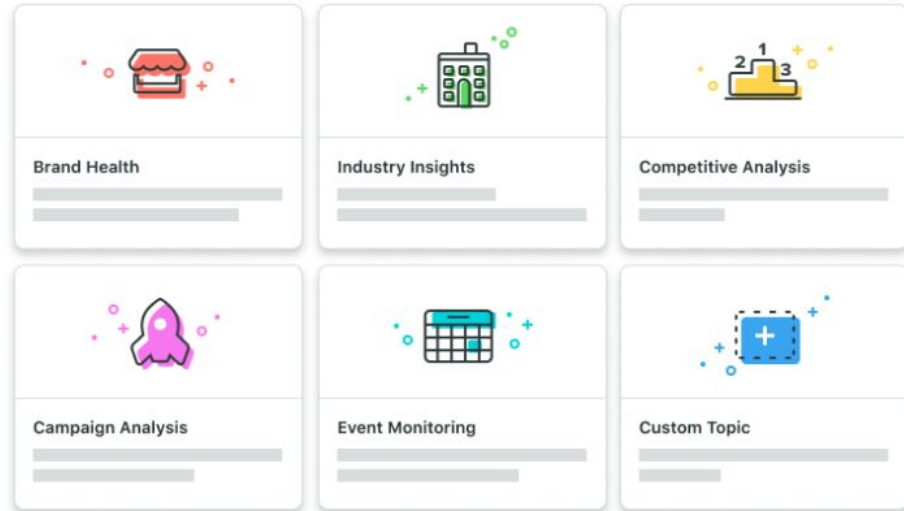 2 1 3
Brand Health
Industry Insights
Competitive Analysis
Campaign Analysis
Event Monitoring
Custom Topic